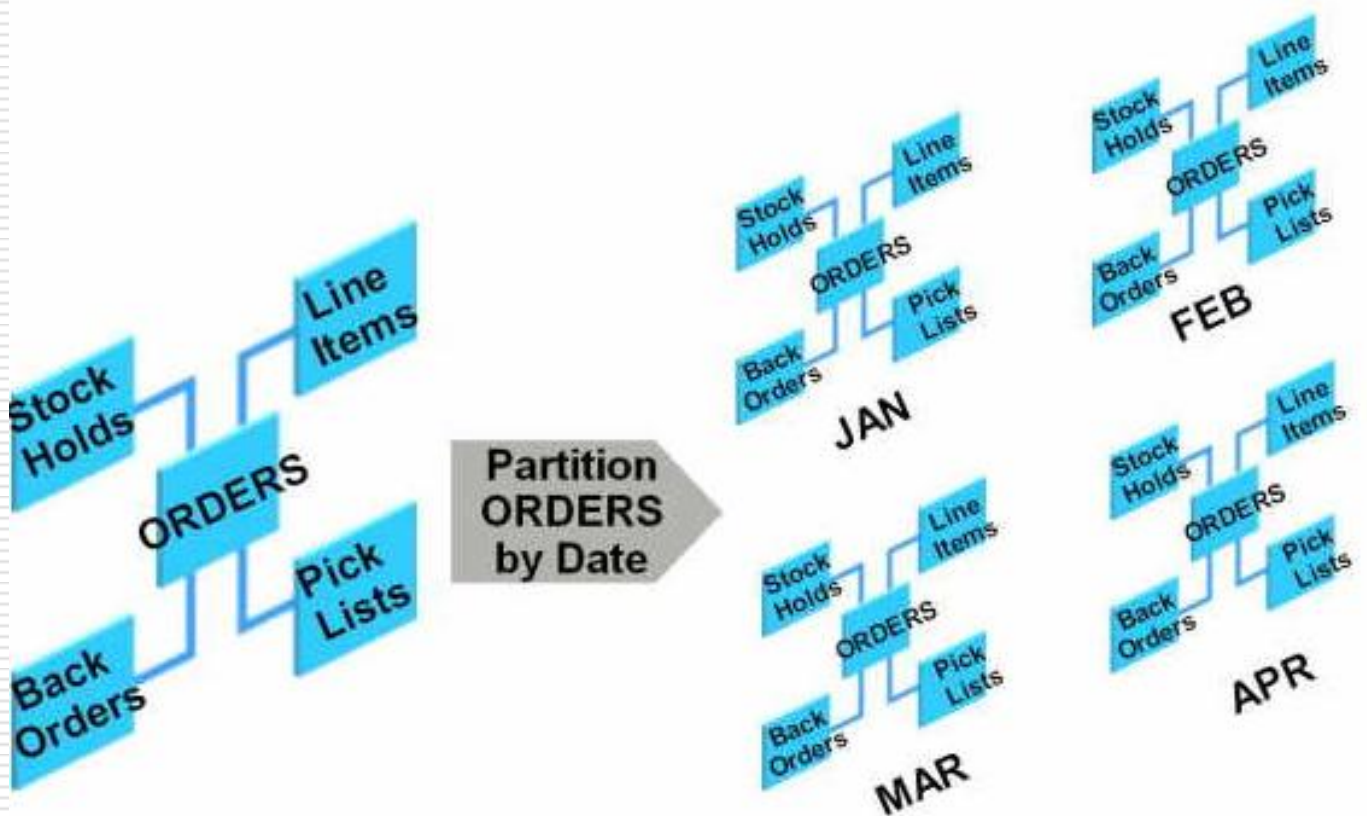 Stock
Holds
Line
Items
ORDERS
Back
Orders
Pick
Lists
Partition
ORDERS
by Date
Stock
Holds
Line
Items
ORDERS
Back
Orders
Pick
Lists
JAN
Stock
Holds
Line
Items
ORDERS
Back
Orders
Pick
Lists
FEB
Stock
Holds
Line
Items
ORDERS
Back
Orders
Pick
Lists
MAR
Stock
Holds
Line
Items
ORDERS
Back
Orders
Pick
Lists
APR